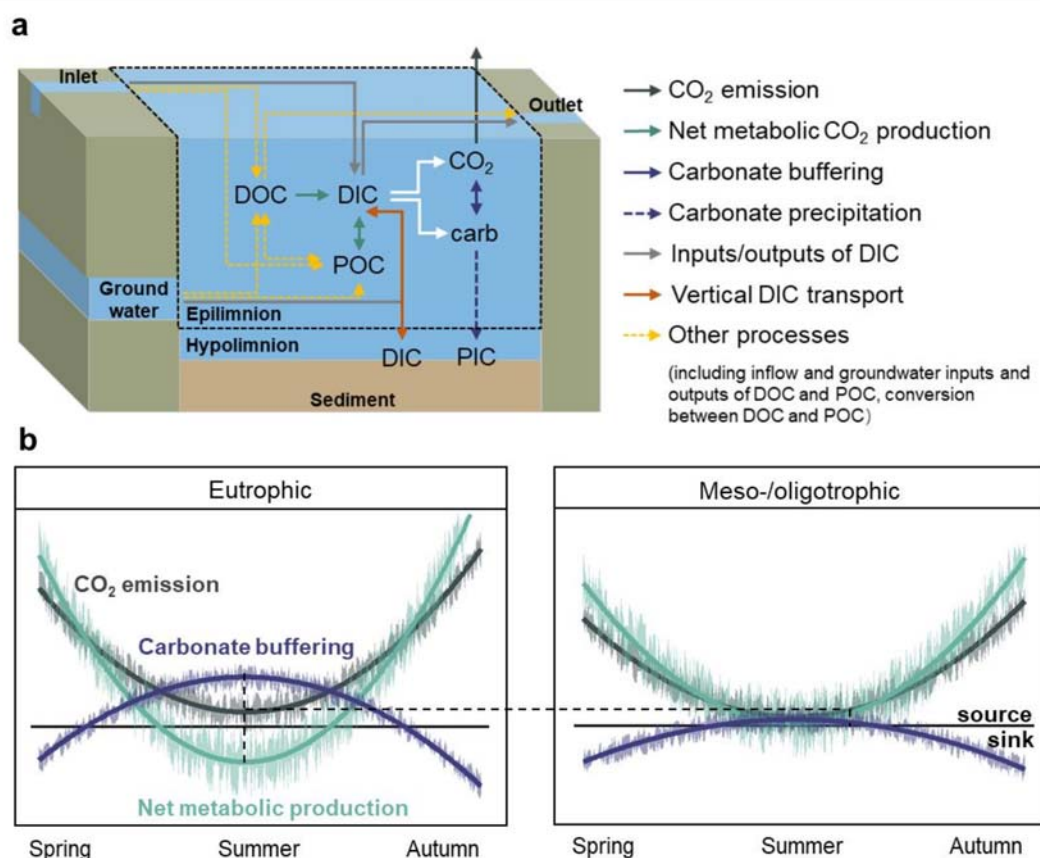 a
Inlet
Outlet
DOC
DIC
CO₂
carb
POC
Ground
water
Epilimnion
Hypolimnion
DIC
PIC
Sediment
CO₂ emission
Net metabolic CO₂ production
Carbonate buffering
Carbonate precipitation
Inputs/outputs of DIC
Vertical DIC transport
Other processes
(including inflow and groundwater inputs and
outputs of DOC and POC, conversion
between DOC and POC)
b
Eutrophic
CO₂ emission
Carbonate buffering
Net metabolic production
Spring
Summer
Autumn
Meso-/oligotrophic
source
sink
Spring
Summer
Autumn